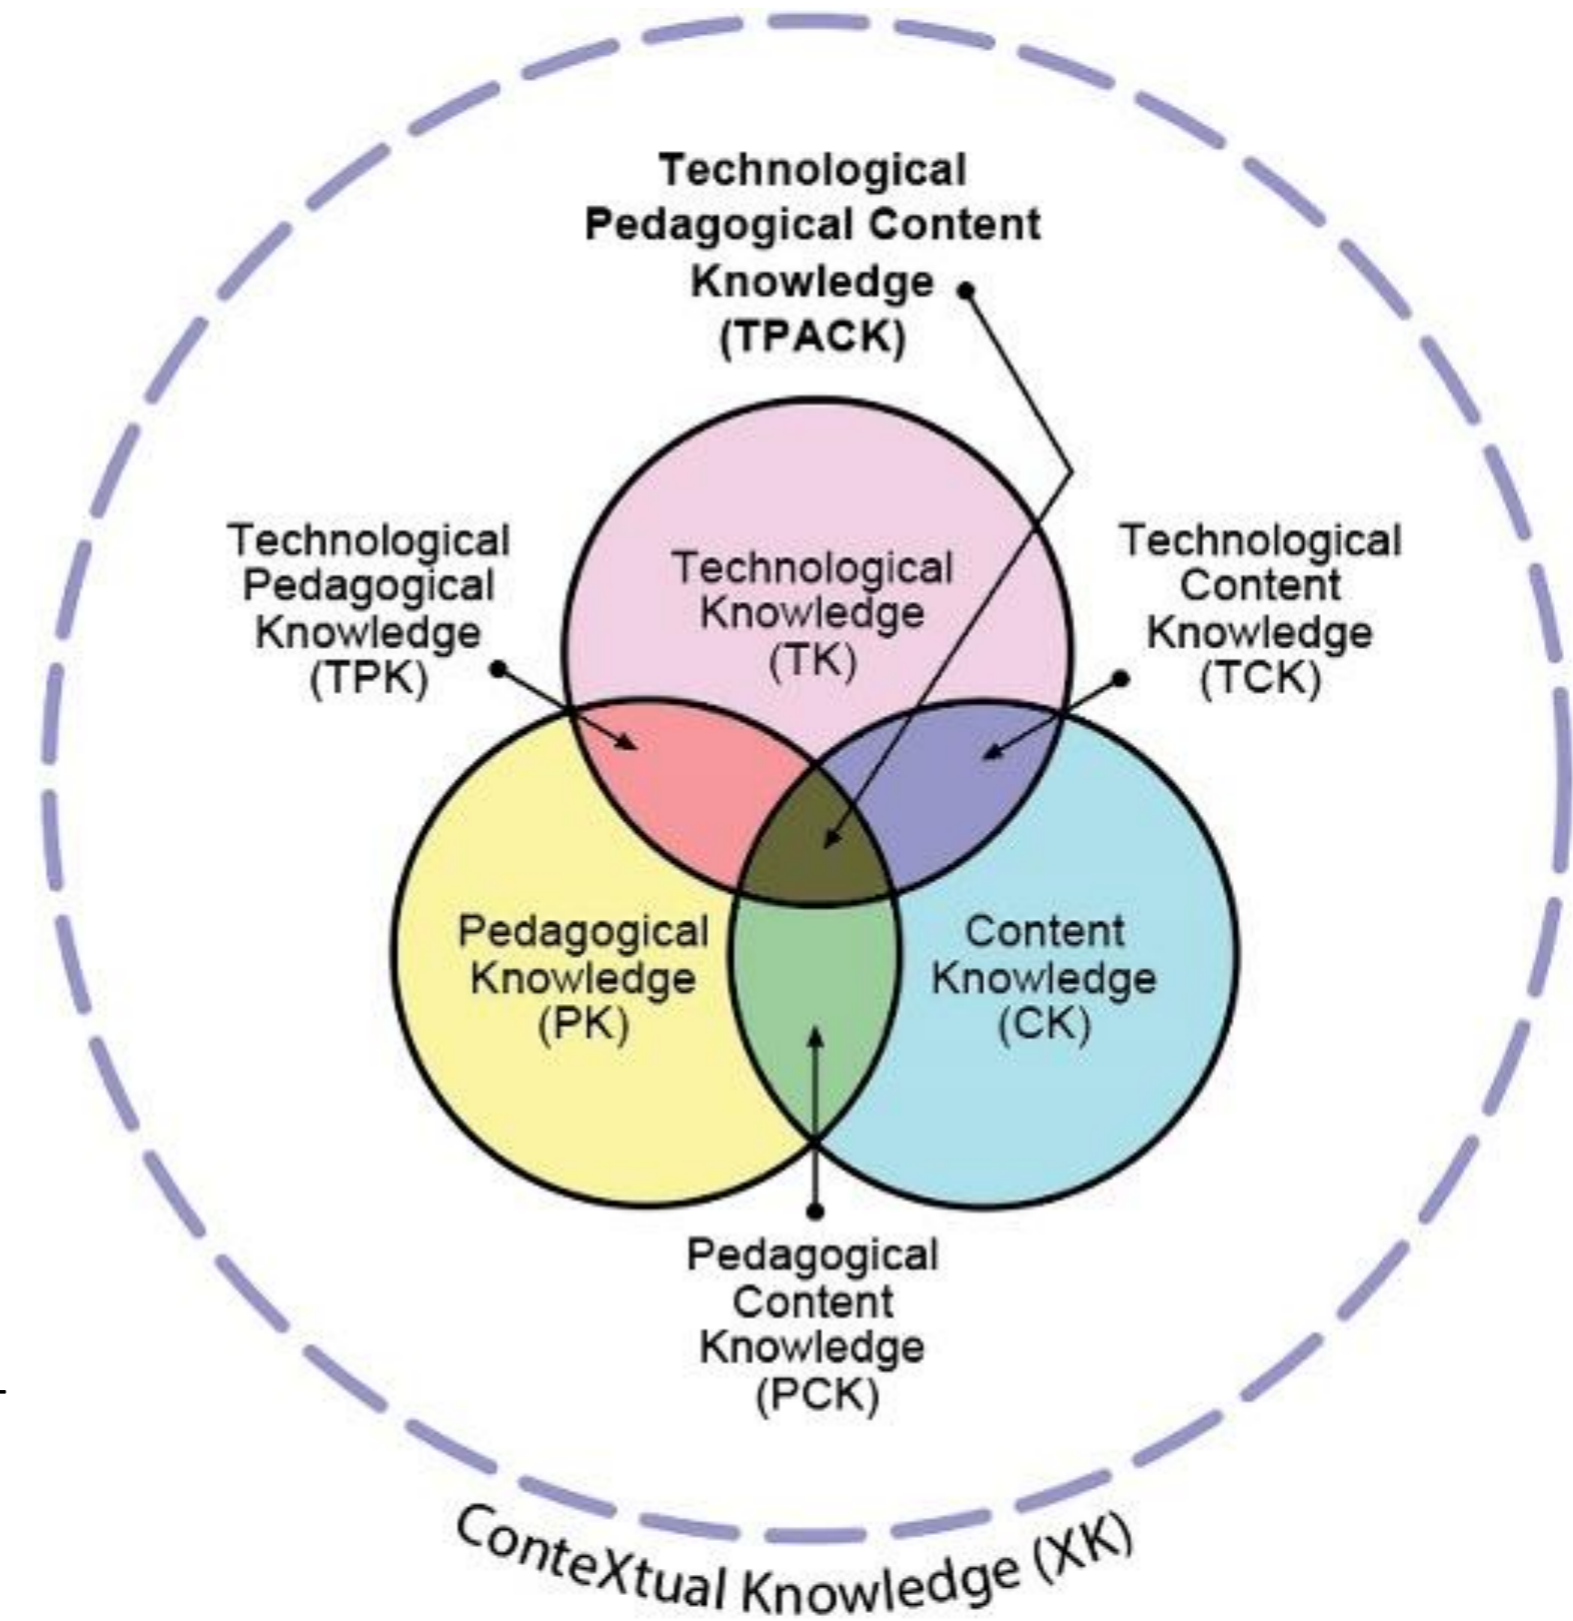 Technological
Pedagogical Content
Knowledge
(TPACK)
Technological
Pedagogical
Knowledge
(TPK)
Technological
Knowledge
(TK)
Technological
Content
Knowledge
(TCK)
Pedagogical
Knowledge
(PK)
Content
Knowledge
(CK)
Pedagogical
Content
Knowledge
(PCK)
ConteXtual Knowledge (XK)